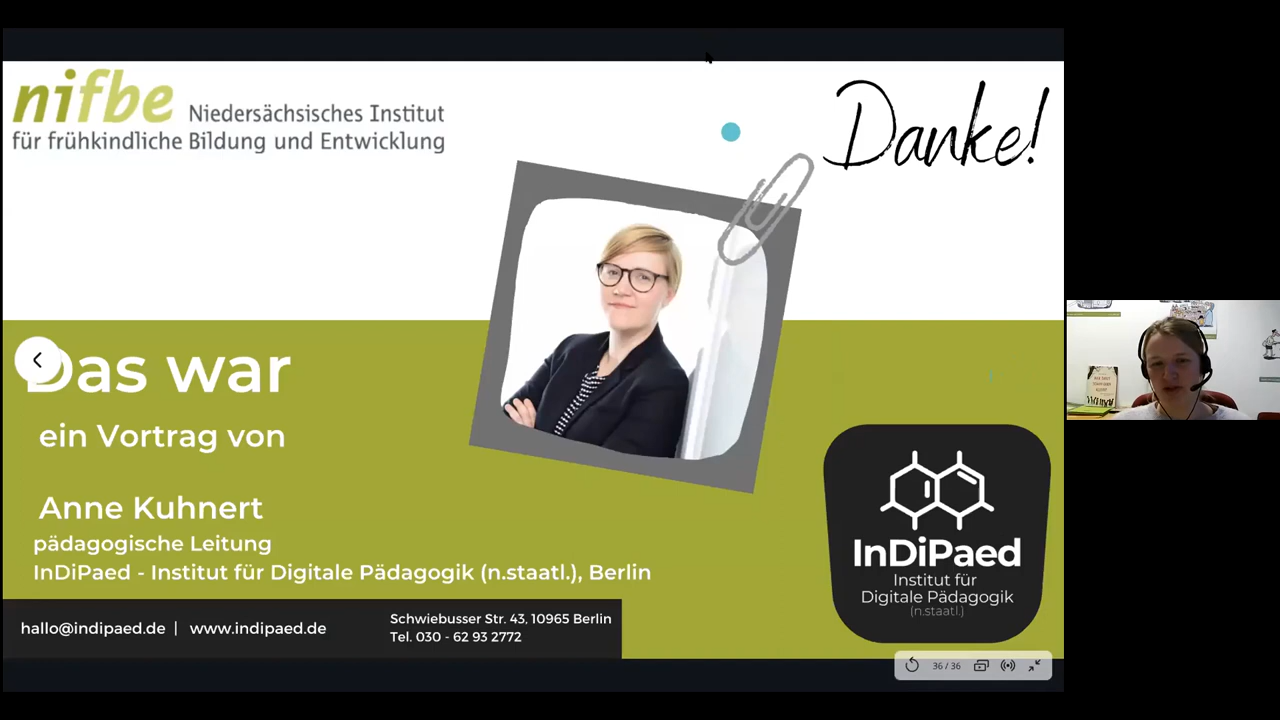 nifbe Niedersächsisches Institut
für frühkindliche Bildung und Entwicklung
Danke!
Das war
ein Vortrag von
Anne Kuhnert
pädagogische Leitung
InDiPaed - Institut für Digitale Pädagogik (n.staatl.), Berlin
hallo@indipaed.de | www.indipaed.de
Schwiebusser Str. 43, 10965 Berlin
Tel. 030 - 62 93 2772
InDiPaed
Institut für
Digitale Pädagogik
(n.staatl.)
36 / 36